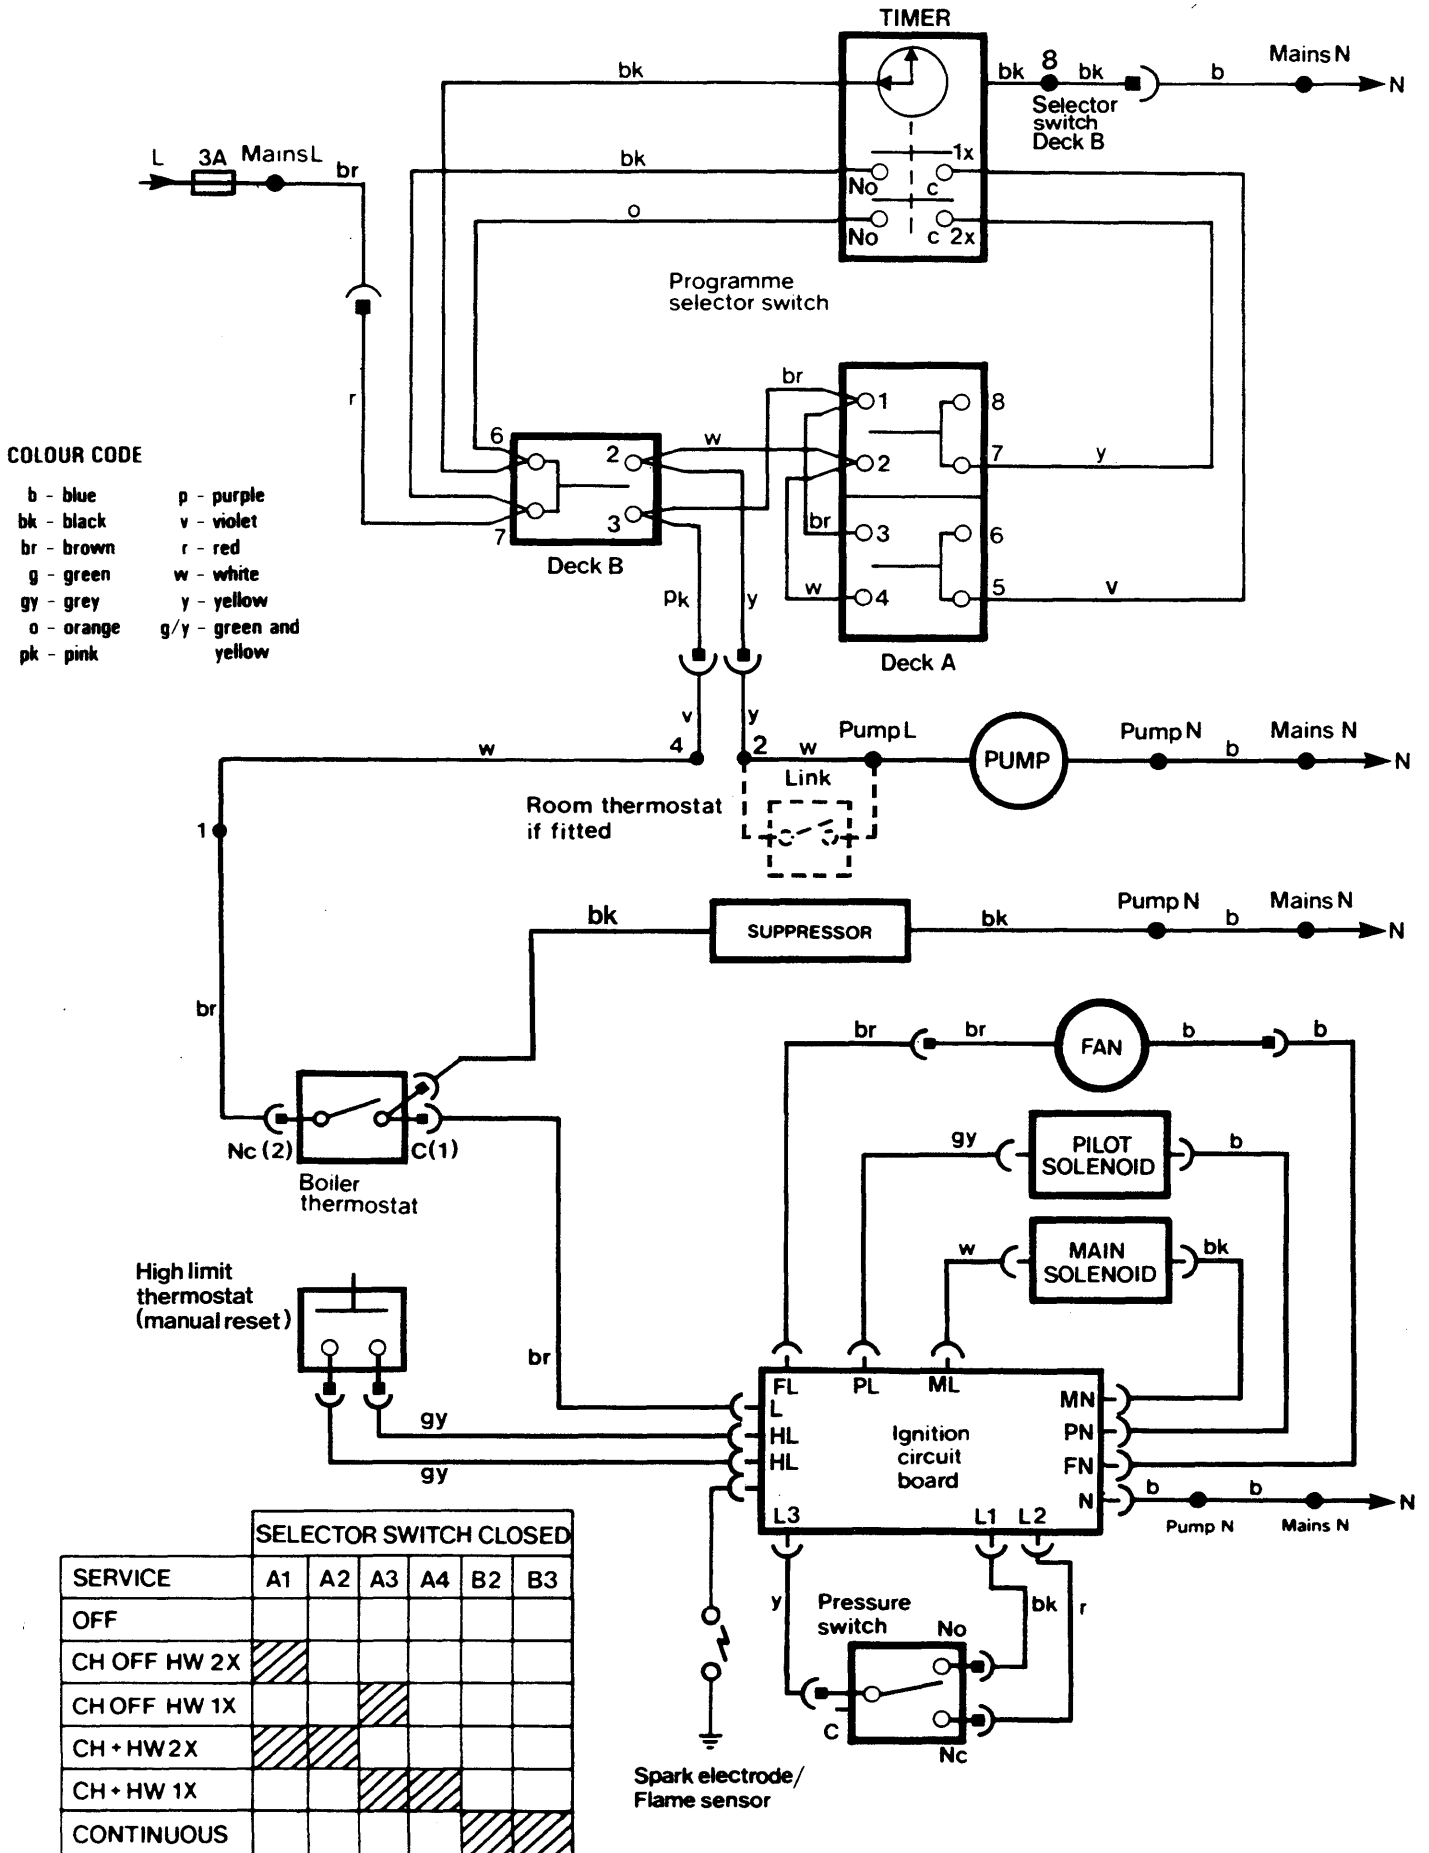 TIMER
bk
bk
8
bk
b
Mains N
N
Selector
switch
Deck B
L
3A
Mains L
br
bk
1x
No
c
o
No
c
2x
Programme
selector switch
r
br
1
8
6
2
w
2
7
y
COLOUR CODE
b - blue
p - purple
bk - black
v - violet
br - brown
r - red
g - green
w - white
gy - grey
y - yellow
o - orange
g/y - green and
yellow
pk - pink
7
3
br
3
6
Deck B
pk
y
w
4
5
v
Deck A
v
y
w
4
2
w
Pump L
PUMP
Pump N
b
Mains N
N
Link
Room thermostat
if fitted
1
bk
SUPPRESSOR
bk
Pump N
b
Mains N
N
br
br
br
FAN
b
b
Nc (2)
C(1)
Boiler
thermostat
gy
PILOT
SOLENOID
b
w
MAIN
SOLENOID
bk
High limit
thermostat
(manual reset)
br
FL
PL
ML
L
MN
gy
HL
Ignition
circuit
board
PN
HL
FN
gy
N
b
b
N
Pump N
Mains N
L3
L1
L2
SELECTOR SWITCH CLOSED
SERVICE
A1
A2
A3
A4
B2
B3
OFF
CH OFF HW 2X
CH OFF HW 1X
CH + HW 2X
CH + HW 1X
CONTINUOUS
y
Pressure
switch
bk
r
No
C
Nc
Spark electrode/
Flame sensor